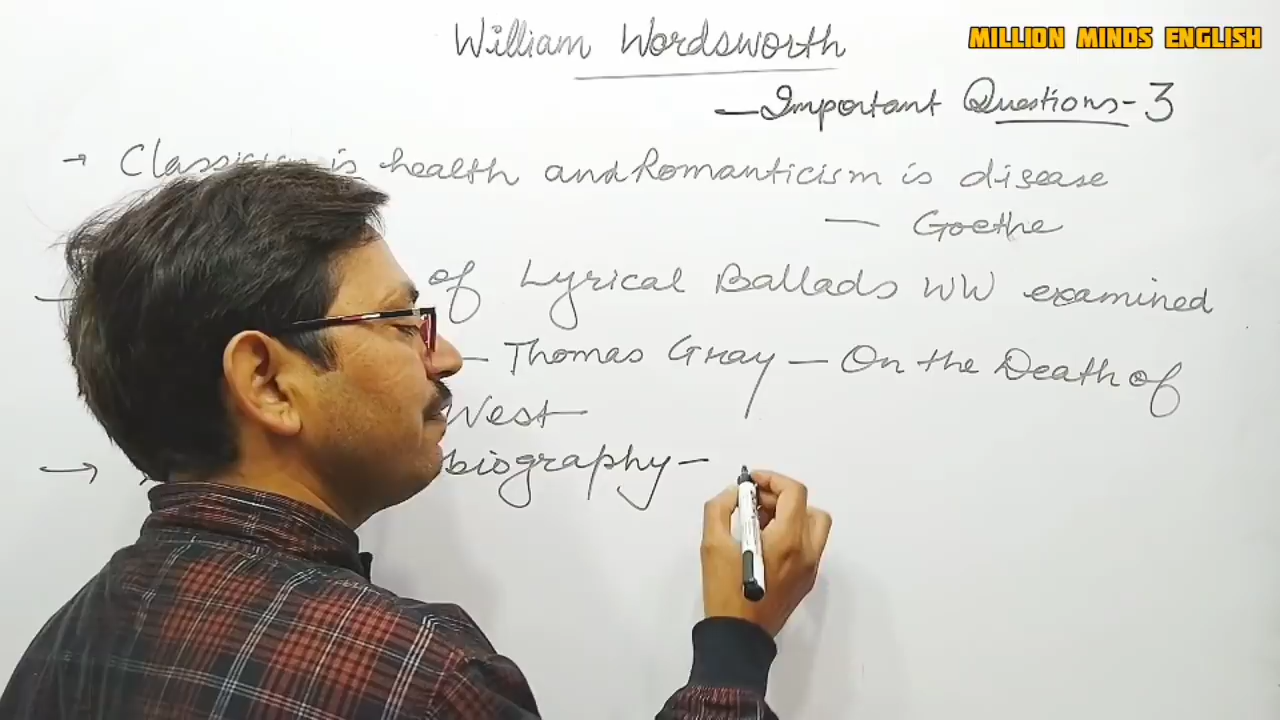 William Wordsworth
MILLION MINDS ENGLISH
— Important Questions - 3
→ is health and Romanticism is disease
— Goethe
of Lyrical Ballads WW examined
— Thomas Gray — On the Death of
West
→ biography —